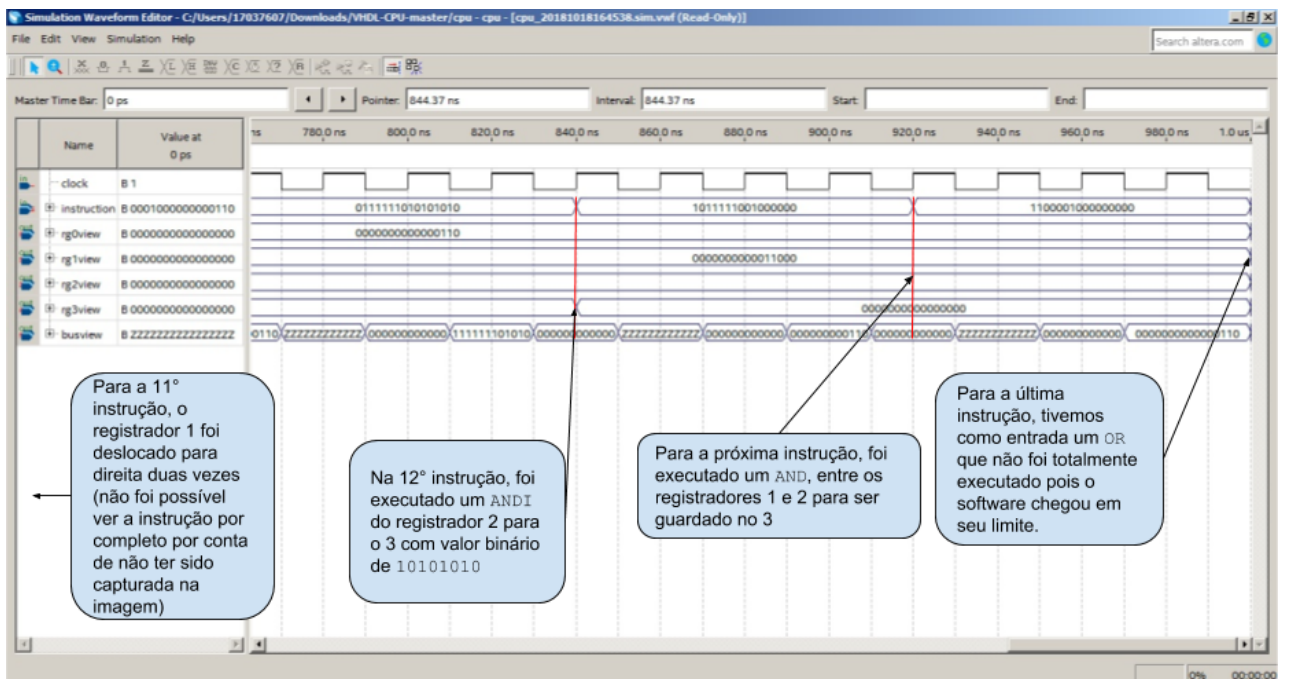 Simulation Waveform Editor - C:/Users/17037607/Downloads/VHDL-CPU-master/cpu - cpu - [cpu_20181018164538.sim.vwf (Read-Only)]
File Edit View Simulation Help
Search altera.com
Master Time Bar: 0 ps Pointer: 844.37 ns Interval: 844.37 ns Start: End:
Name Value at 0 ps
ns 780.0 ns 800.0 ns 820.0 ns 840.0 ns 860.0 ns 880.0 ns 900.0 ns 920.0 ns 940.0 ns 960.0 ns 980.0 ns 1.0 us
clock B 1
instruction B 0001000000000110 0111111010101010 1011111001000000 1100001000000000
rg0view B 0000000000000000 0000000000000110
rg1view B 0000000000000000 0000000000011000
rg2view B 0000000000000000
rg3view B 0000000000000000 0000000000000000
busview B ZZZZZZZZZZZZZZZZ
Para a 11°
instrução, o
registrador 1 foi
deslocado para
direita duas vezes
(não foi possível
ver a instrução por
completo por conta
de não ter sido
capturada na
imagem)
Na 12° instrução, foi
executado um ANDI
do registrador 2 para
o 3 com valor binário
de 10101010
Para a próxima instrução, foi
executado um AND, entre os
registradores 1 e 2 para ser
guardado no 3
Para a última
instrução, tivemos
como entrada um OR
que não foi totalmente
executado pois o
software chegou em
seu limite.
0% 00:00:00